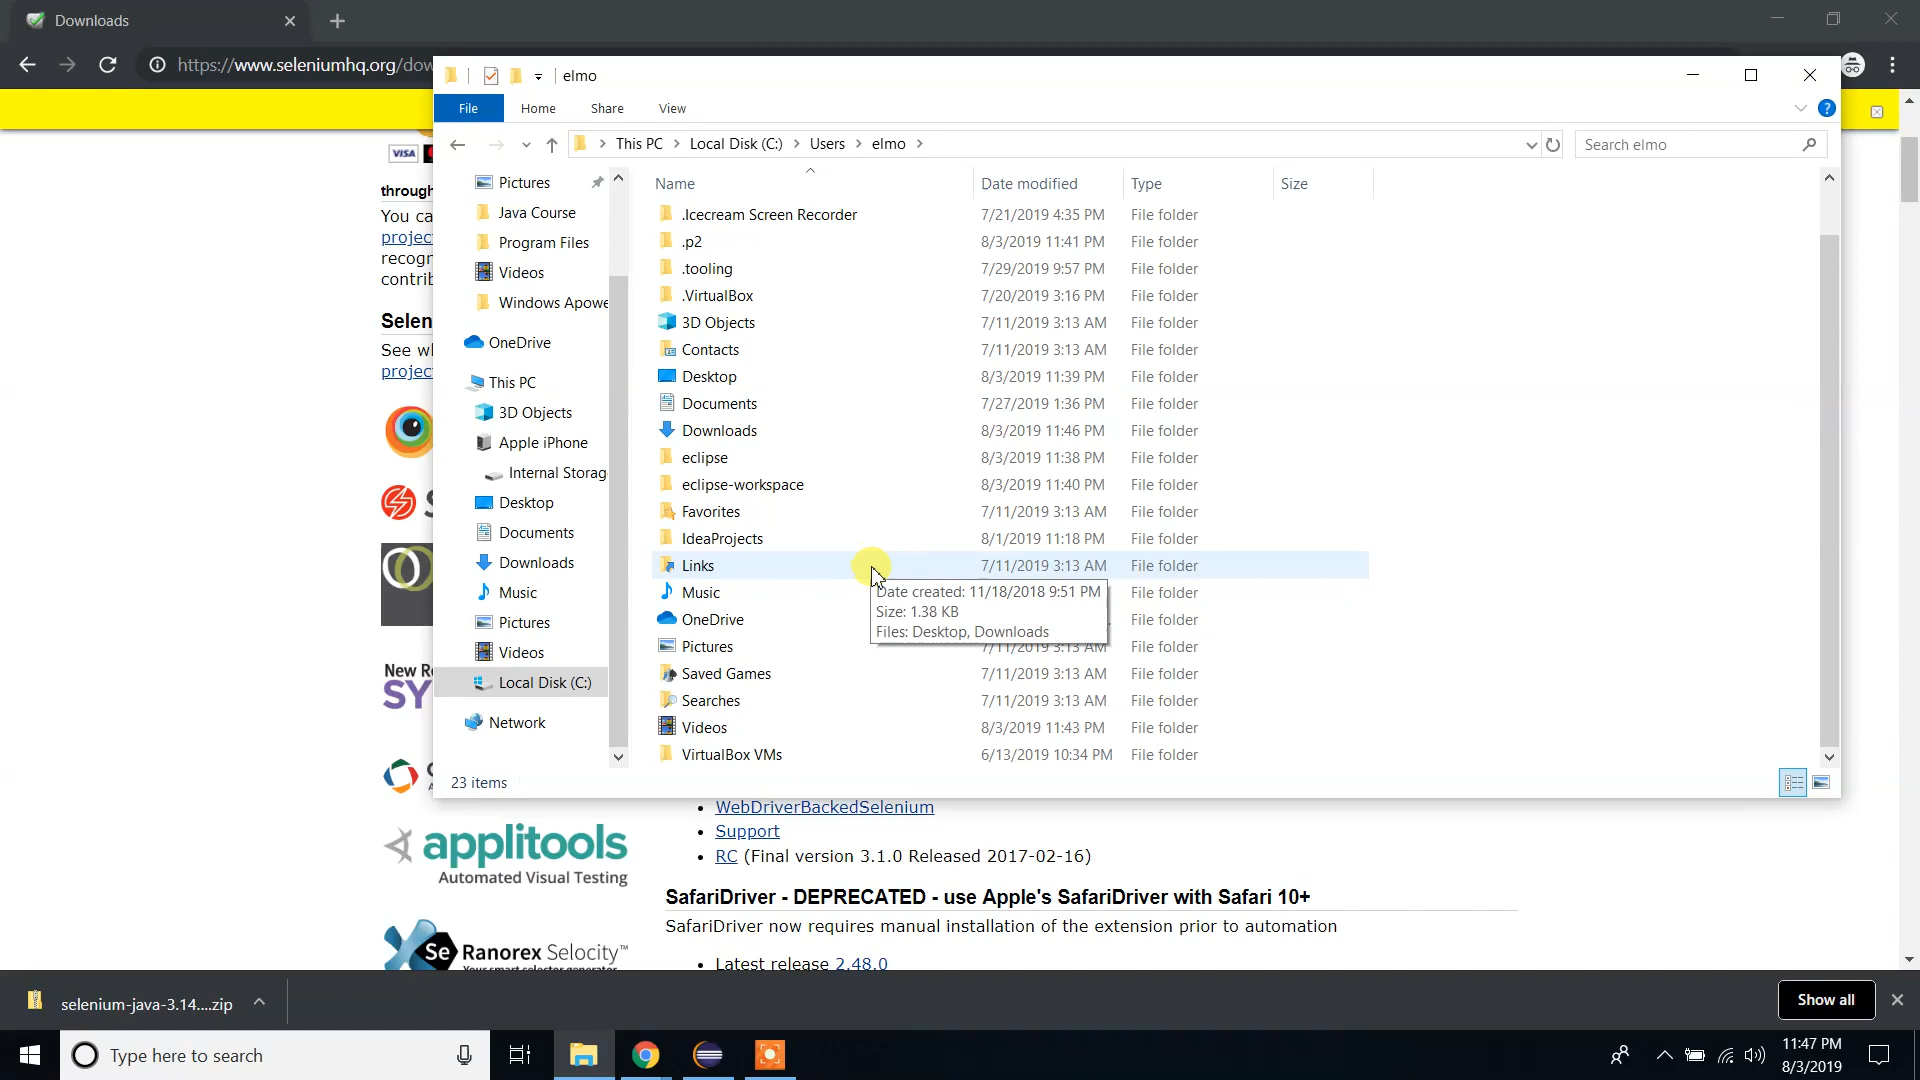 Downloads
https://www.seleniumhq.org/dow
elmo
File
Home
Share
View
This PC
Local Disk (C:)
Users
elmo
Search elmo
Pictures
Java Course
Program Files
Videos
Windows Apowe
OneDrive
This PC
3D Objects
Apple iPhone
Internal Storag
Desktop
Documents
Downloads
Music
Pictures
Videos
Local Disk (C:)
Network
Name Date modified Type Size
.Icecream Screen Recorder 7/21/2019 4:35 PM File folder
.p2 8/3/2019 11:41 PM File folder
.tooling 7/29/2019 9:57 PM File folder
.VirtualBox 7/20/2019 3:16 PM File folder
3D Objects 7/11/2019 3:13 AM File folder
Contacts 7/11/2019 3:13 AM File folder
Desktop 8/3/2019 11:39 PM File folder
Documents 7/27/2019 1:36 PM File folder
Downloads 8/3/2019 11:46 PM File folder
eclipse 8/3/2019 11:38 PM File folder
eclipse-workspace 8/3/2019 11:40 PM File folder
Favorites 7/11/2019 3:13 AM File folder
IdeaProjects 8/1/2019 11:18 PM File folder
Links 7/11/2019 3:13 AM File folder
Music File folder
OneDrive File folder
Pictures 7/11/2019 3:13 AM File folder
Saved Games 7/11/2019 3:13 AM File folder
Searches 7/11/2019 3:13 AM File folder
Videos 8/3/2019 11:43 PM File folder
VirtualBox VMs 6/13/2019 10:34 PM File folder
Date created: 11/18/2018 9:51 PM
Size: 1.38 KB
Files: Desktop, Downloads
23 items
VISA
through
You ca
projec
recogr
contrib
Selen
See wl
projec
S
New Re
SY
applitools
Automated Visual Testing
Se Ranorex Selocity™
Your smart selector generator
WebDriverBackedSelenium
Support
RC (Final version 3.1.0 Released 2017-02-16)
SafariDriver - DEPRECATED - use Apple's SafariDriver with Safari 10+
SafariDriver now requires manual installation of the extension prior to automation
Latest release 2.48.0
selenium-java-3.14....zip
Show all
Type here to search
11:47 PM
8/3/2019